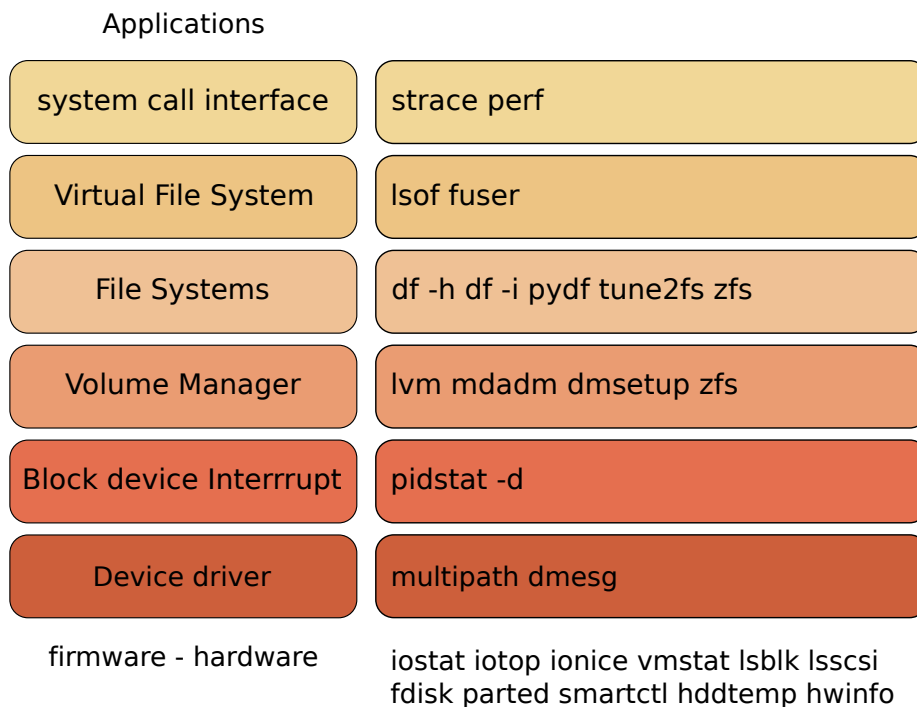 Applications
system call interface
strace perf
Virtual File System
lsof fuser
File Systems
df -h df -i pydf tune2fs zfs
Volume Manager
lvm mdadm dmsetup zfs
Block device Interrrupt
pidstat -d
Device driver
multipath dmesg
firmware - hardware
iostat iotop ionice vmstat lsblk lsscsi
fdisk parted smartctl hddtemp hwinfo